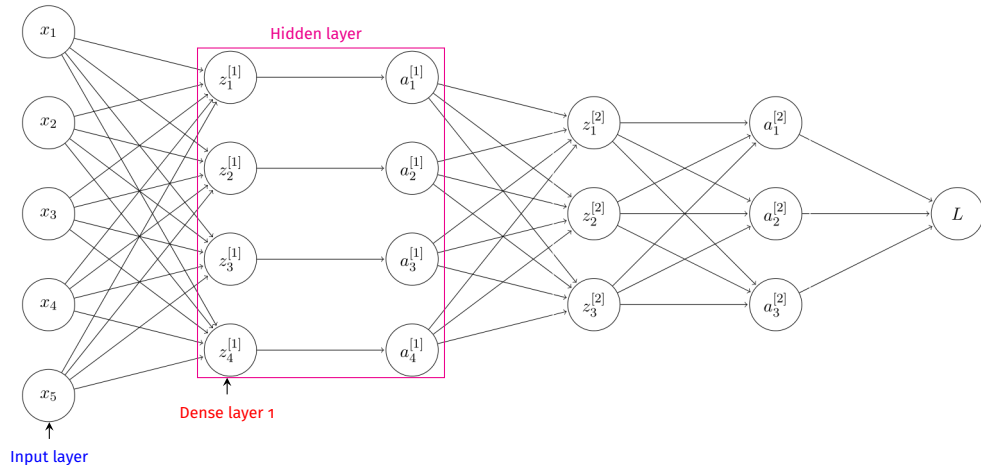 Hidden layer
x₁
x₂
x₃
x₄
x₅
z₁^[1]
z₂^[1]
z₃^[1]
z₄^[1]
a₁^[1]
a₂^[1]
a₃^[1]
a₄^[1]
z₁^[2]
z₂^[2]
z₃^[2]
a₁^[2]
a₂^[2]
a₃^[2]
L
Dense layer 1
Input layer